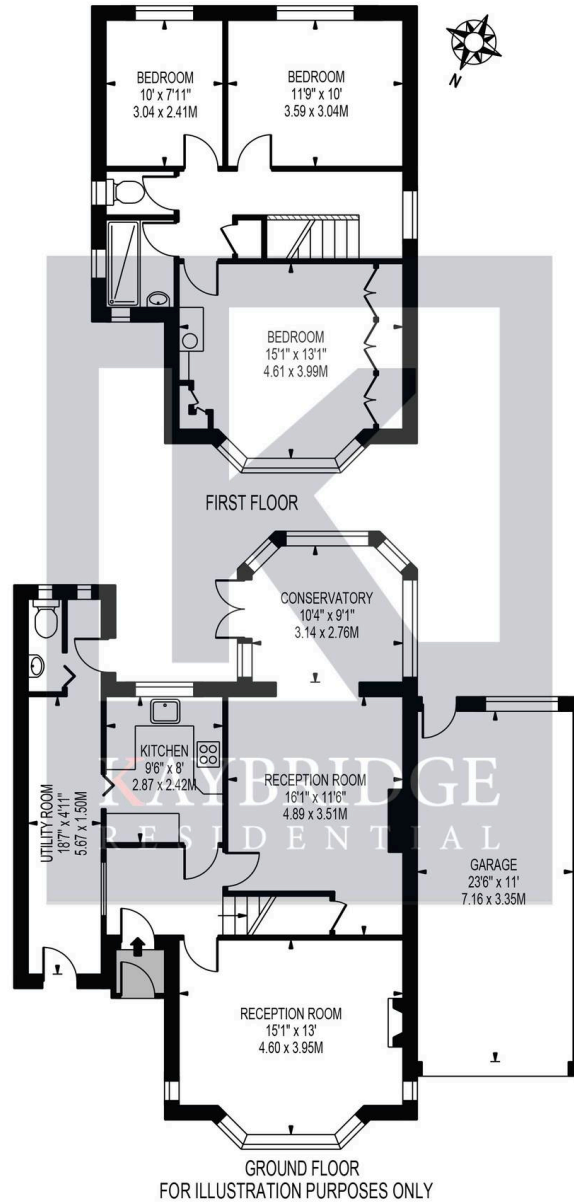 N
BEDROOM
10' x 7'11"
3.04 x 2.41M
BEDROOM
11'9" x 10'
3.59 x 3.04M
BEDROOM
15'1" x 13'1"
4.61 x 3.99M
FIRST FLOOR
CONSERVATORY
10'4" x 9'1"
3.14 x 2.76M
KITCHEN
9'6" x 8'
2.87 x 2.42M
UTILITY ROOM
18'7" x 4'11"
5.67 x 1.50M
RECEPTION ROOM
16'1" x 11'6"
4.89 x 3.51M
KAYBRIDGE
RESIDENTIAL
GARAGE
23'6" x 11'
7.16 x 3.35M
RECEPTION ROOM
15'1" x 13'
4.60 x 3.95M
GROUND FLOOR
FOR ILLUSTRATION PURPOSES ONLY